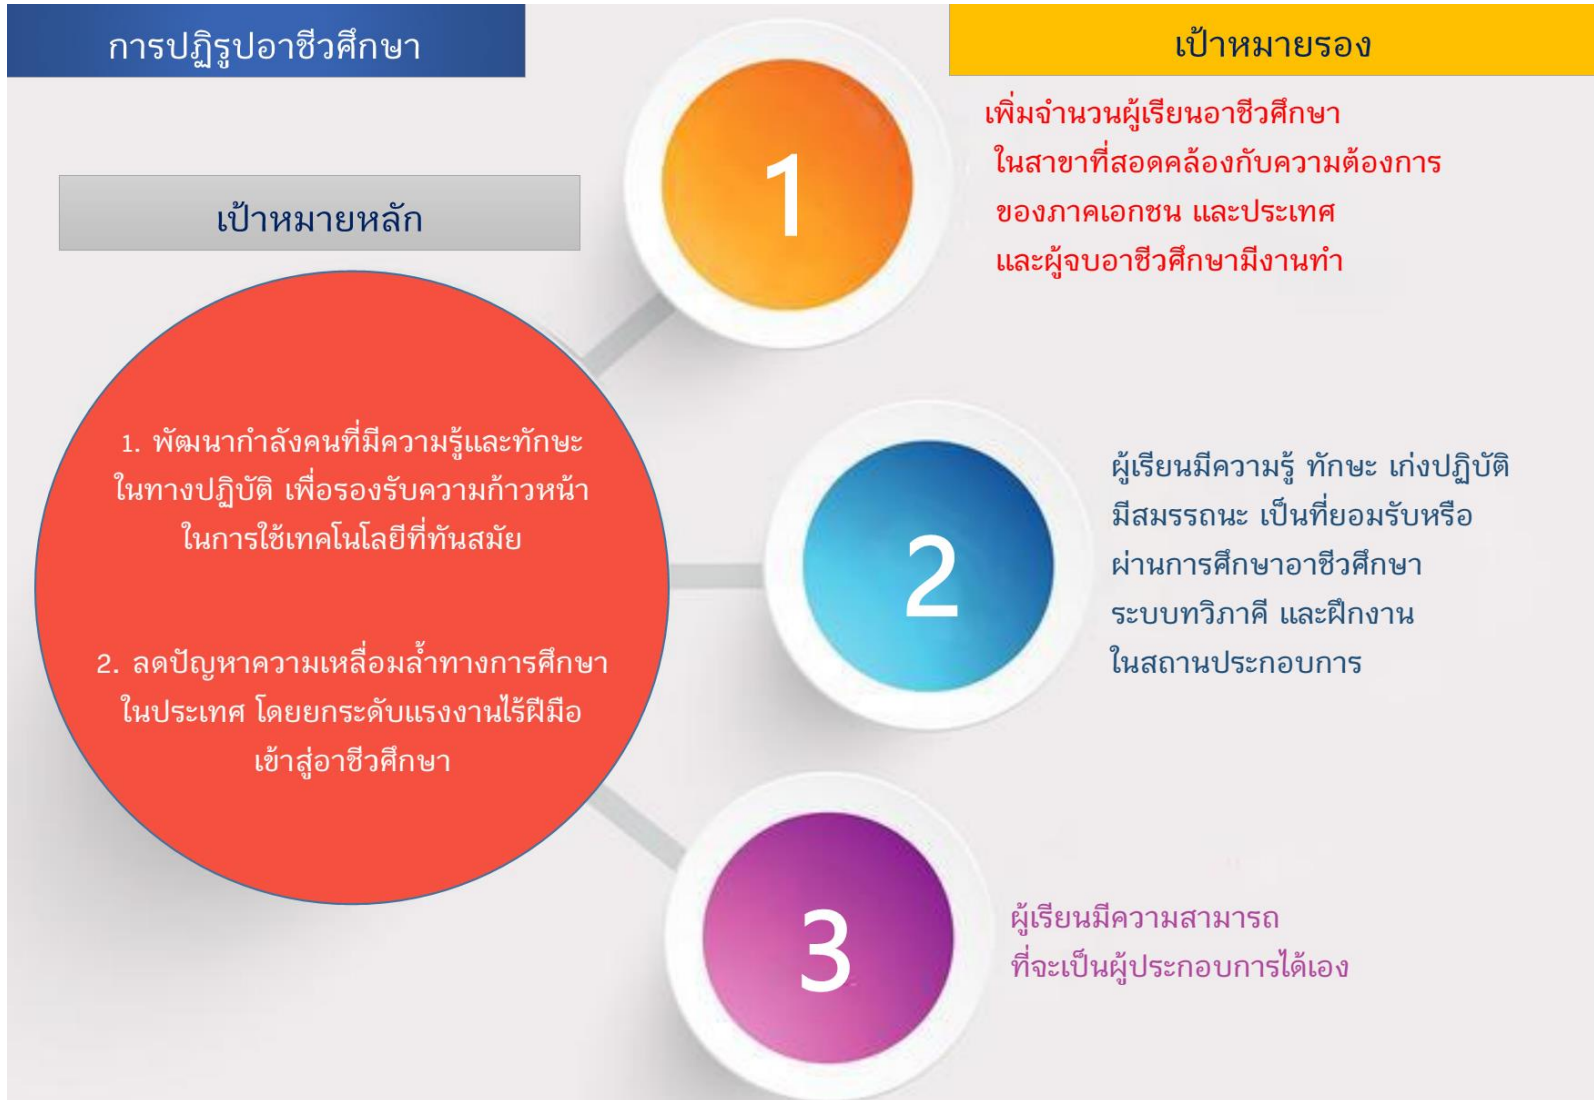 การปฏิรูปอาชีวศึกษา
เป้าหมายหลัก
1. พัฒนากำลังคนที่มีความรู้และทักษะ
ในทางปฏิบัติ เพื่อรองรับความก้าวหน้า
ในการใช้เทคโนโลยีที่ทันสมัย
2. ลดปัญหาความเหลื่อมล้ำทางการศึกษา
ในประเทศ โดยยกระดับแรงงานไร้ฝีมือ
เข้าสู่อาชีวศึกษา
เป้าหมายรอง
1
เพิ่มจำนวนผู้เรียนอาชีวศึกษา
ในสาขาที่สอดคล้องกับความต้องการ
ของภาคเอกชน และประเทศ
และผู้จบอาชีวศึกษามีงานทำ
2
ผู้เรียนมีความรู้ ทักษะ เก่งปฏิบัติ
มีสมรรถนะ เป็นที่ยอมรับหรือ
ผ่านการศึกษาอาชีวศึกษา
ระบบทวิภาคี และฝึกงาน
ในสถานประกอบการ
3
ผู้เรียนมีความสามารถ
ที่จะเป็นผู้ประกอบการได้เอง